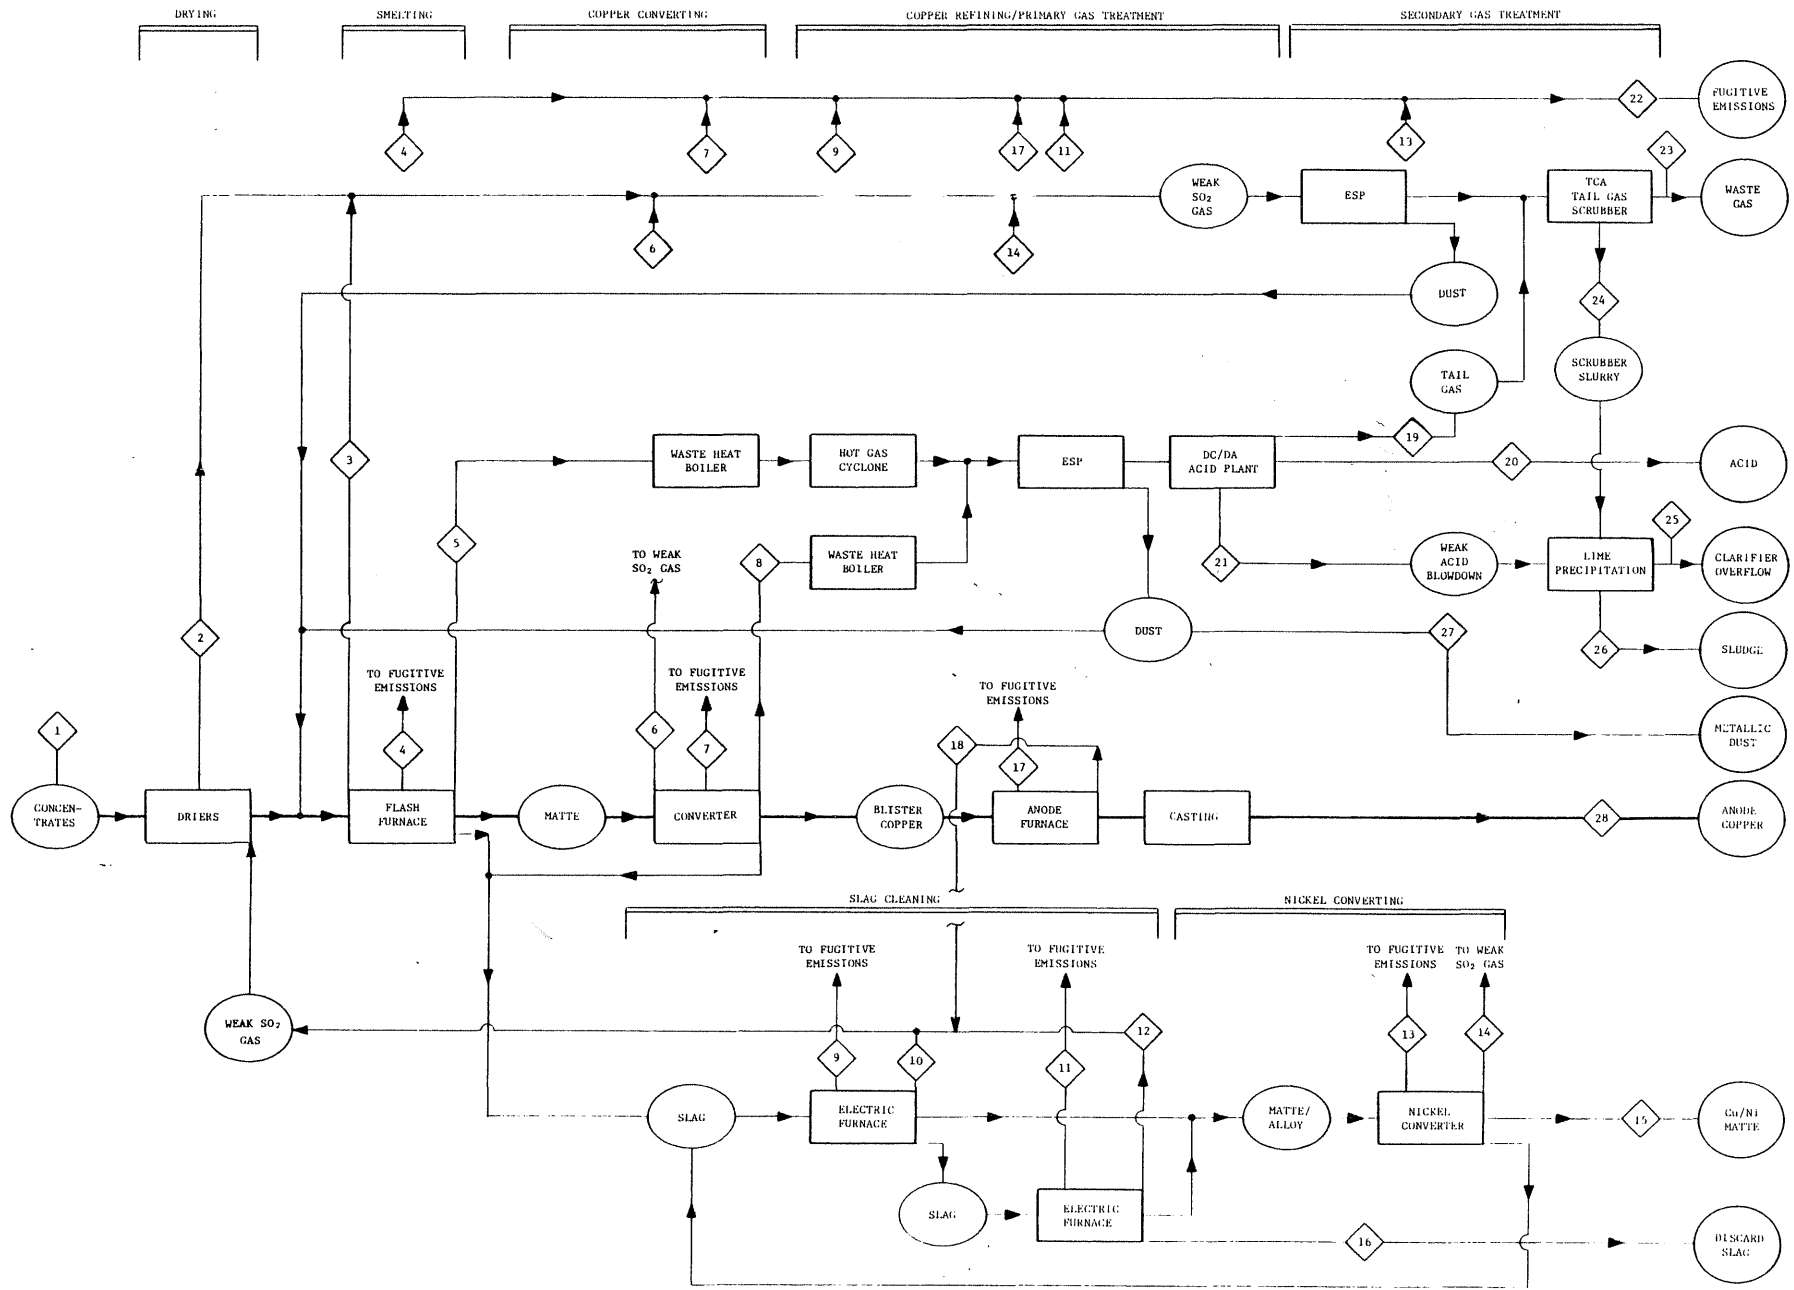 DRYING
SMELTING
COPPER CONVERTING
COPPER REFINING/PRIMARY GAS TREATMENT
SECONDARY GAS TREATMENT
22
FUGITIVE
EMISSIONS
4
7
9
17
11
13
23
WEAK
SO₂
GAS
ESP
TCA
TAIL GAS
SCRUBBER
WASTE
GAS
6
14
DUST
24
SCRUBBER
SLURRY
TAIL
GAS
19
3
WASTE HEAT
BOILER
HOT GAS
CYCLONE
ESP
DC/DA
ACID PLANT
20
ACID
5
TO WEAK
SO₂ GAS
8
WASTE HEAT
BOILER
21
WEAK
ACID
BLOWDOWN
LIME
PRECIPITATION
25
CLARIFIER
OVERFLOW
2
DUST
27
26
SLUDGE
TO FUGITIVE
EMISSIONS
TO FUGITIVE
EMISSIONS
TO FUGITIVE
EMISSIONS
1
4
6
7
18
17
METALLIC
DUST
CONCEN-
TRATES
DRIERS
FLASH
FURNACE
MATTE
CONVERTER
BLISTER
COPPER
ANODE
FURNACE
CASTING
28
ANODE
COPPER
SLAG CLEANING
NICKEL CONVERTING
TO FUGITIVE
EMISSIONS
TO FUGITIVE
EMISSIONS
TO FUGITIVE
EMISSIONS
TO WEAK
SO₂ GAS
WEAK SO₂
GAS
9
10
11
12
13
14
SLAG
ELECTRIC
FURNACE
MATTE/
ALLOY
NICKEL
CONVERTER
15
Cu/Ni
MATTE
SLAG
ELECTRIC
FURNACE
16
DISCARD
SLAG